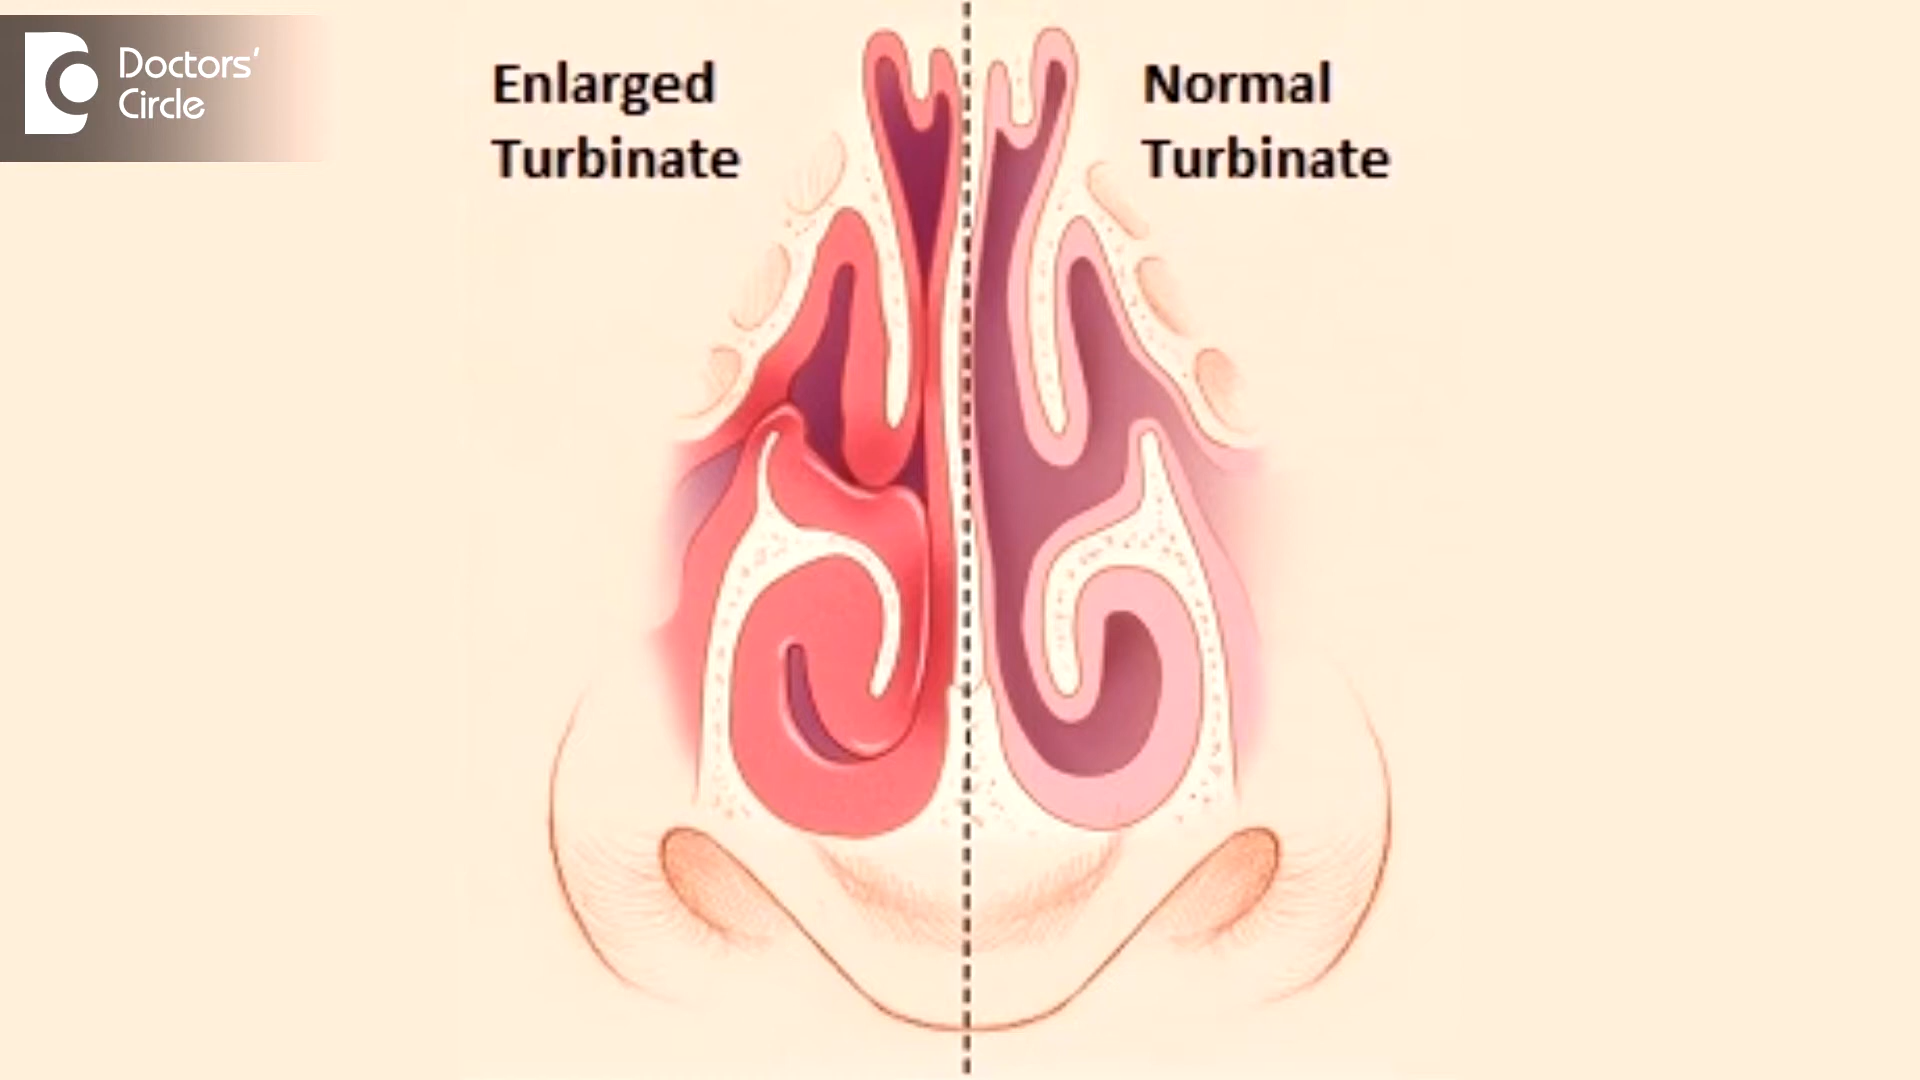 Doctors'
Circle
Enlarged
Turbinate
Normal
Turbinate